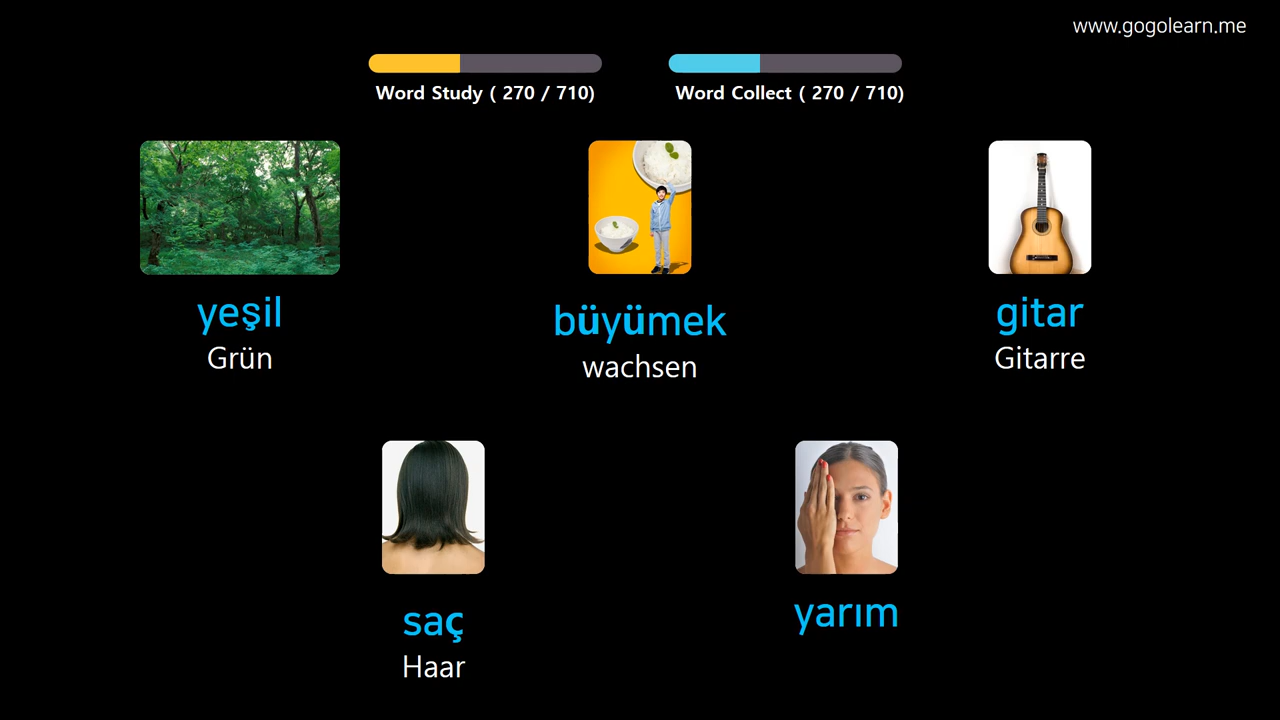 www.gogolearn.me
Word Study ( 270 / 710)
Word Collect ( 270 / 710)
yeşil
Grün
büyümek
wachsen
gitar
Gitarre
saç
Haar
yarım